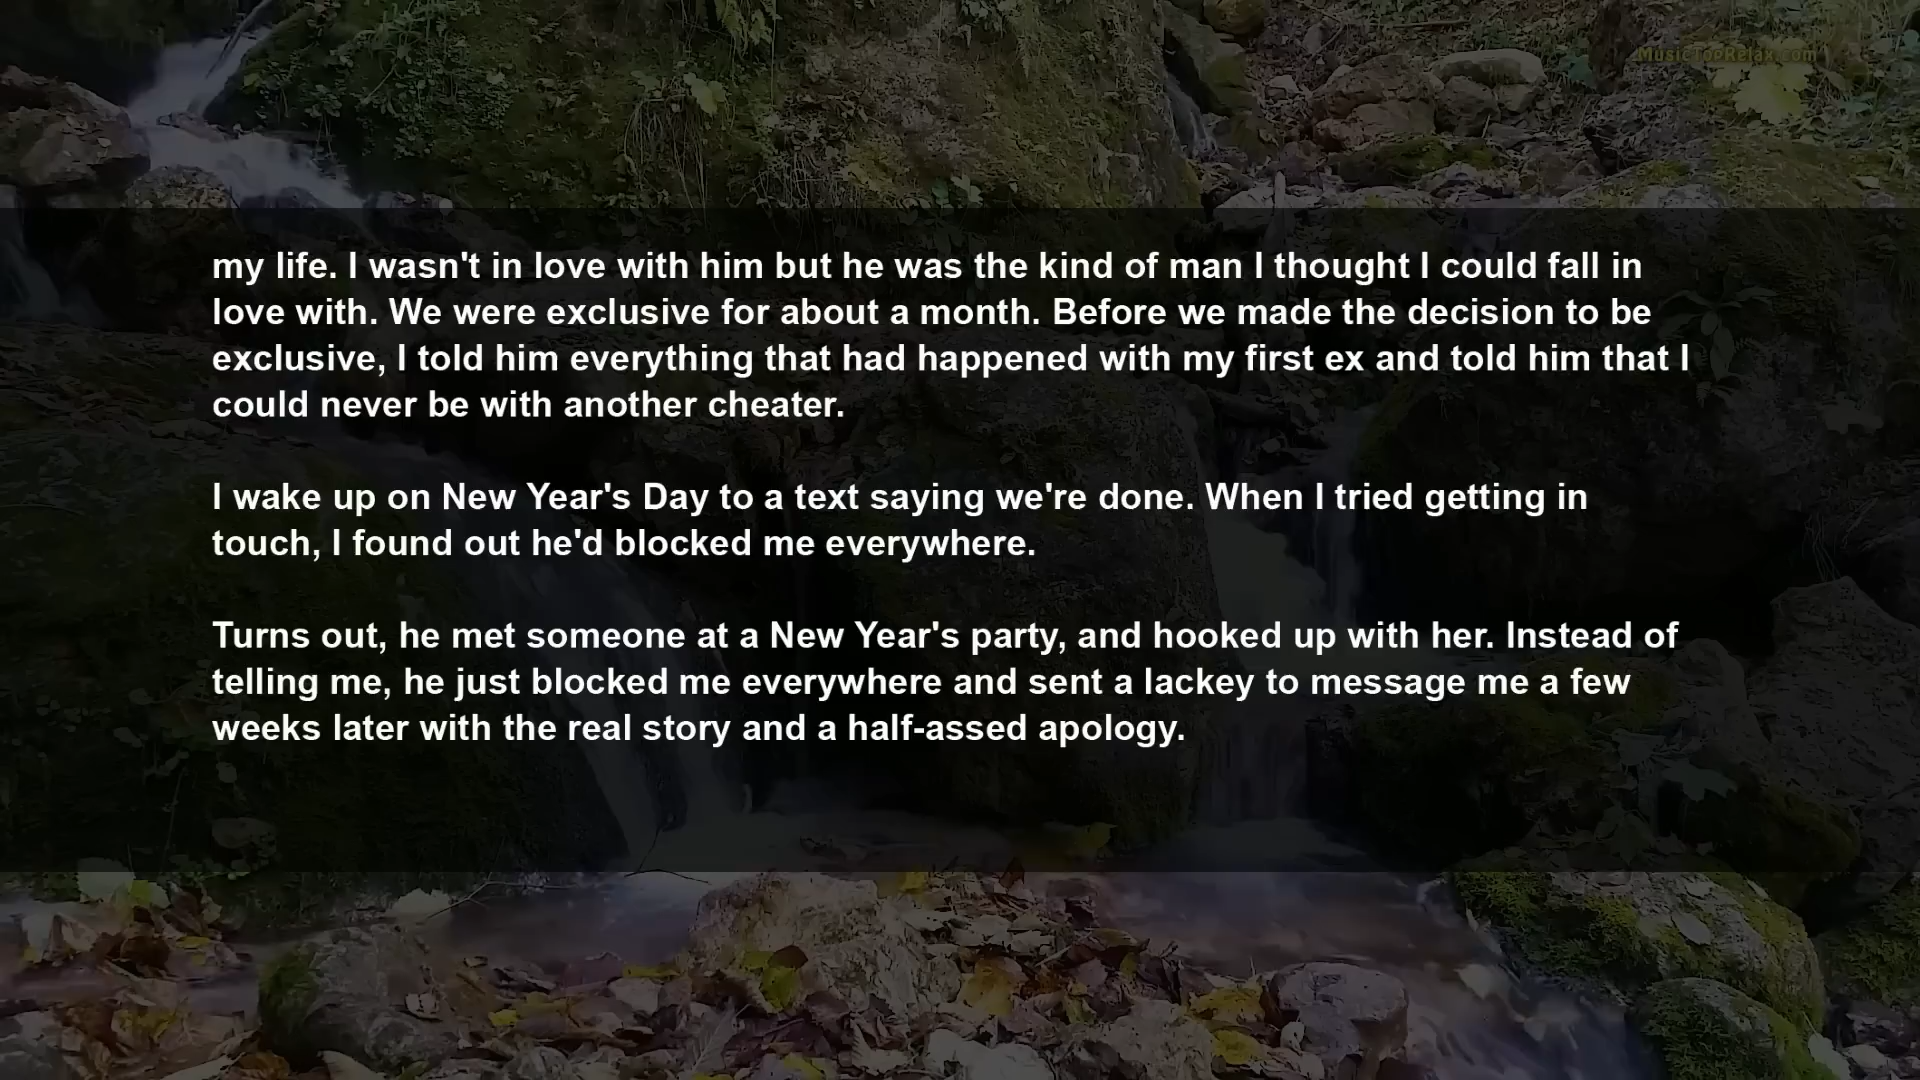 MusicTopRelax.com
my life. I wasn't in love with him but he was the kind of man I thought I could fall in
love with. We were exclusive for about a month. Before we made the decision to be
exclusive, I told him everything that had happened with my first ex and told him that I
could never be with another cheater.
I wake up on New Year's Day to a text saying we're done. When I tried getting in
touch, I found out he'd blocked me everywhere.
Turns out, he met someone at a New Year's party, and hooked up with her. Instead of
telling me, he just blocked me everywhere and sent a lackey to message me a few
weeks later with the real story and a half-assed apology.